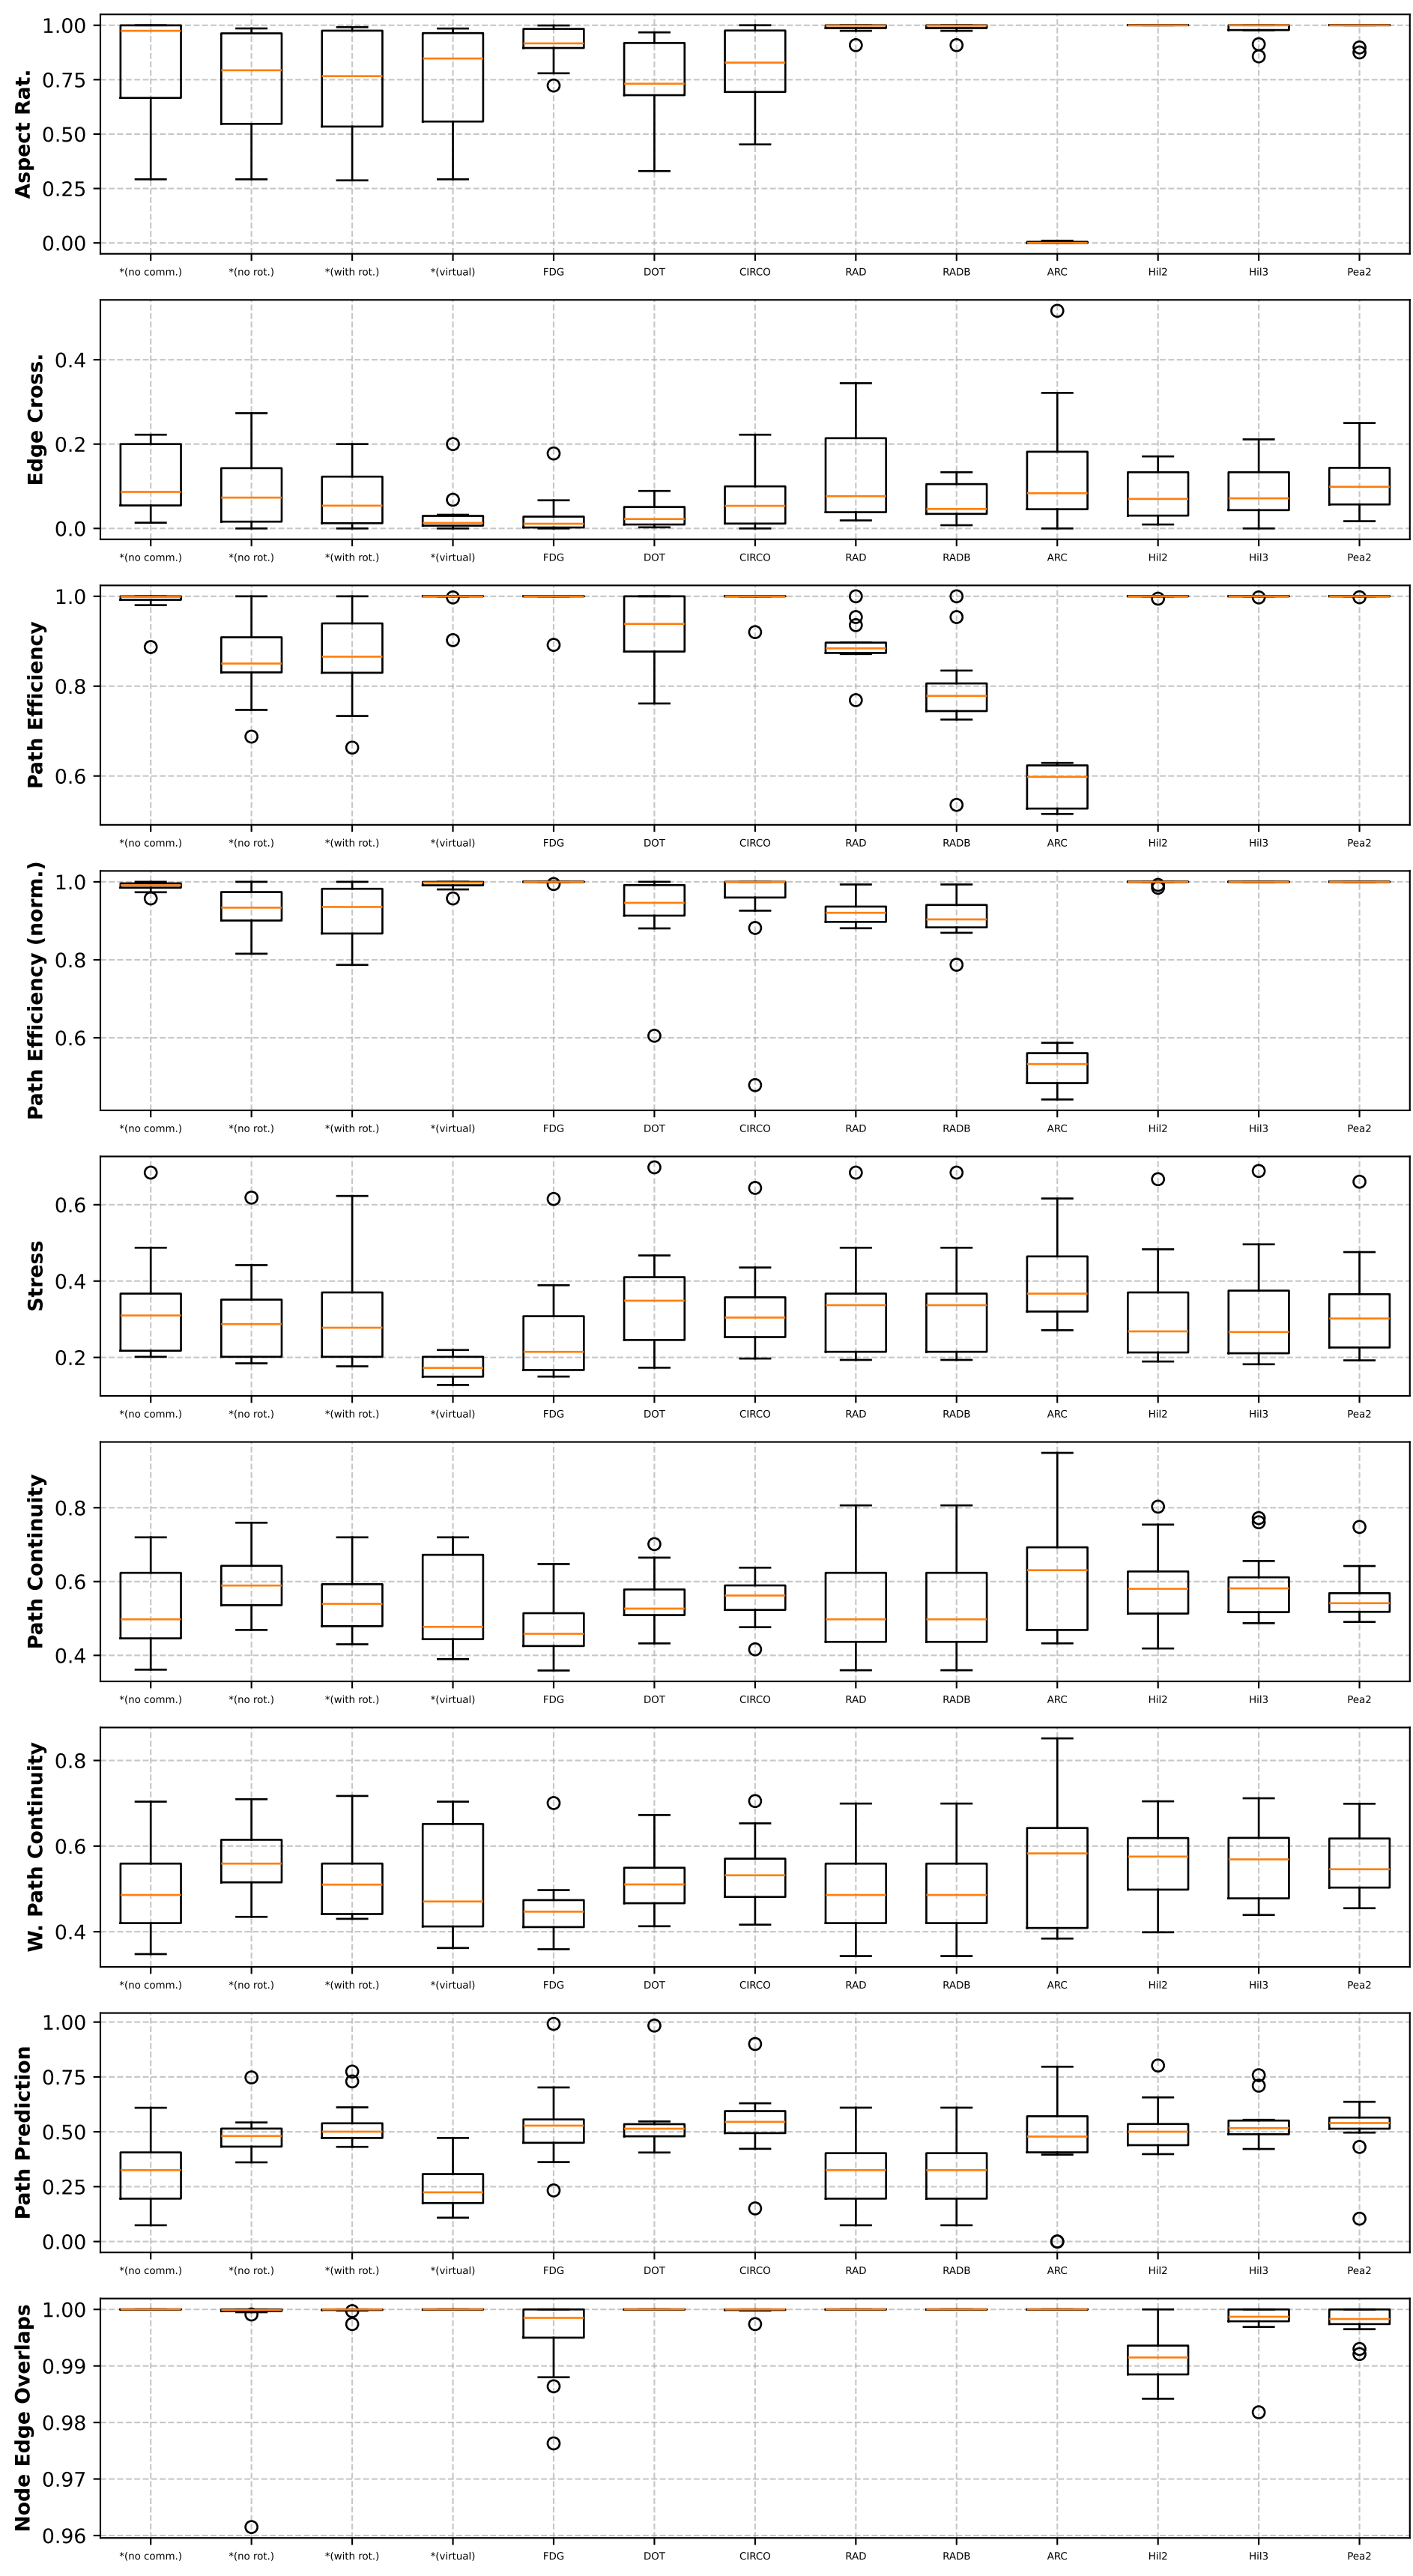 Aspect Rat.
1.00
0.75
0.50
0.25
0.00
*(no comm.) *(no rot.) *(with rot.) *(virtual) FDG DOT CIRCO RAD RADB ARC Hil2 Hil3 Pea2
Edge Cross.
0.4
0.2
0.0
*(no comm.) *(no rot.) *(with rot.) *(virtual) FDG DOT CIRCO RAD RADB ARC Hil2 Hil3 Pea2
Path Efficiency
1.0
0.8
0.6
*(no comm.) *(no rot.) *(with rot.) *(virtual) FDG DOT CIRCO RAD RADB ARC Hil2 Hil3 Pea2
Path Efficiency (norm.)
1.0
0.8
0.6
*(no comm.) *(no rot.) *(with rot.) *(virtual) FDG DOT CIRCO RAD RADB ARC Hil2 Hil3 Pea2
Stress
0.6
0.4
0.2
*(no comm.) *(no rot.) *(with rot.) *(virtual) FDG DOT CIRCO RAD RADB ARC Hil2 Hil3 Pea2
Path Continuity
0.8
0.6
0.4
*(no comm.) *(no rot.) *(with rot.) *(virtual) FDG DOT CIRCO RAD RADB ARC Hil2 Hil3 Pea2
W. Path Continuity
0.8
0.6
0.4
*(no comm.) *(no rot.) *(with rot.) *(virtual) FDG DOT CIRCO RAD RADB ARC Hil2 Hil3 Pea2
Path Prediction
1.00
0.75
0.50
0.25
0.00
*(no comm.) *(no rot.) *(with rot.) *(virtual) FDG DOT CIRCO RAD RADB ARC Hil2 Hil3 Pea2
Node Edge Overlaps
1.00
0.99
0.98
0.97
0.96
*(no comm.) *(no rot.) *(with rot.) *(virtual) FDG DOT CIRCO RAD RADB ARC Hil2 Hil3 Pea2